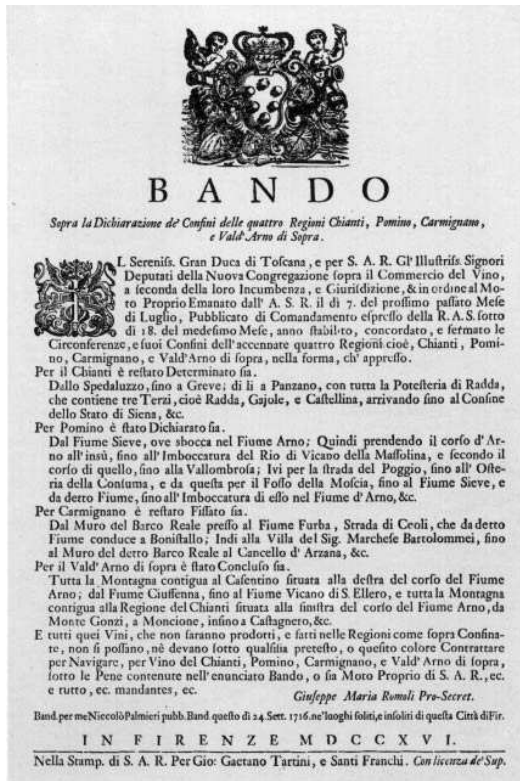 BANDO
Sopra la Dichiarazione de' Confini delle quattro Regioni Chianti, Pomino, Carmignano,
e Vald'Arno di Sopra.
IL Sereniss. Gran Duca di Toscana, e per S. A. R. Gl' Illustriss. Signori
Deputati della Nuova Congregazione sopra il Commercio del Vino,
a seconda della loro Incumbenza, e Giurisdizione, & in ordine al Mo-
to Proprio Emanato dall' A. S. R. il dì 7. del prossimo passato Mese
di Luglio, Pubblicato di Comandamento espresso della R. A. S. sotto
dì 18. del medesimo Mese, anno stabilito, concordato, e fermato le
Circonferenze, e suoi Confini dell' accennate quattro Regioni cioè, Chianti, Pomi-
no, Carmignano, e Vald'Arno di sopra, nella forma, ch' appresso.
Per il Chianti è restato Determinato sia.
Dallo Spedaluzzo, sino a Greve; di lì a Panzano, con tutta la Potesteria di Radda,
che contiene tre Terzi, cioè Radda, Gajole, e Castellina, arrivando sino al Confine
dello Stato di Siena, &c.
Per Pomino è stato Dichiarato sia.
Dal Fiume Sieve, ove sbocca nel Fiume Arno; Quindi prendendo il corso d'Ar-
no all' insù, sino all' Imboccatura del Rio di Vicano della Massolina, e secondo il
corso di quello, sino alla Vallombrosa; Ivi per la strada del Poggio, sino all' Oste-
ria della Consuma, e da questa per il Fosso della Moscia, sino al Fiume Sieve, e
da detto Fiume, sino all' Imboccatura di esso nel Fiume d'Arno, &c.
Per Carmignano è restato Fissato sia.
Dal Muro del Barco Reale presso al Fiume Furba, Strada di Ceoli, che da detto
Fiume conduce a Bonistallo; Indi alla Villa del Sig. Marchese Bartolommei, sino
al Muro del detto Barco Reale al Cancello d'Arzana, &c.
Per il Vald'Arno di sopra è stato Concluso sia.
Tutta la Montagna contigua al Casentino situata alla destra del corso del Fiume
Arno; dal Fiume Ciuffenna, sino al Fiume Vicano di S. Ellero, e tutta la Montagna
contigua alla Regione del Chianti situata alla sinistra del corso del Fiume Arno, da
Monte Gonzi, a Moncione, insino a Castagneto, &c.
E tutti quei Vini, che non saranno prodotti, e fatti nelle Regioni come sopra Confina-
te, non si possano, nè devano sotto qualsisia pretesto, o quesito colore Contrattare
per Navigare, per Vino del Chianti, Pomino, Carmignano, e Vald'Arno di sopra,
sotto le Pene contenute nell' enunciato Bando, o sia Moto Proprio di S. A. R., ec.
e tutto, ec. mandantes, ec.
Giuseppe Maria Romoli Pro-Secret.
Band. per me Niccolò Palmieri pubb. Band. questo dì 24. Sett. 1716. ne' luoghi soliti, e insoliti di questa Città di Fir.
IN FIRENZE MDCCXVI.
Nella Stamp. di S. A. R. Per Gio: Gaetano Tartini, e Santi Franchi. Con licenza de' Sup.